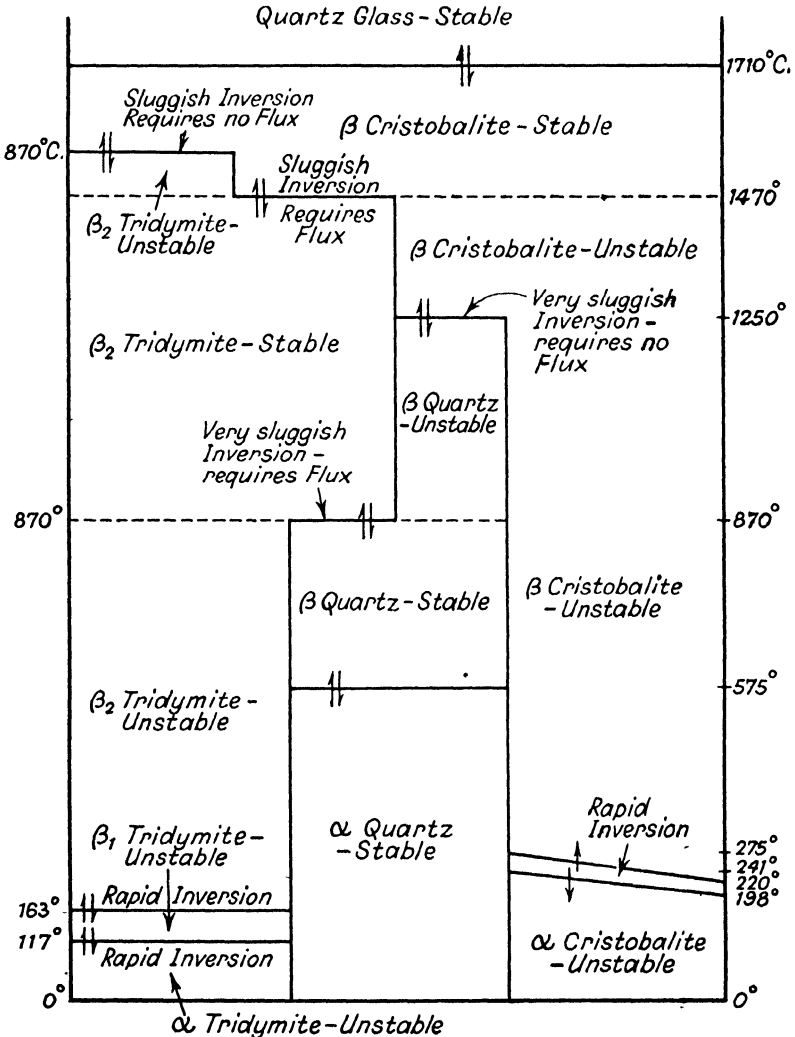 Quartz Glass-Stable
1710°C.
Sluggish Inversion
Requires no Flux
β Cristobalite-Stable
870°C.
Sluggish
Inversion
1470°
Requires
Flux
β₂ Tridymite-
Unstable
β Cristobalite-Unstable
Very sluggish
Inversion-
requires no
Flux
1250°
β₂ Tridymite-Stable
β Quartz
-Unstable
Very sluggish
Inversion-
requires Flux
870°
870°
β Quartz-Stable
β Cristobalite
-Unstable
575°
β₂ Tridymite-
Unstable
β₁ Tridymite-
Unstable
α Quartz
-Stable
Rapid
Inversion
275°
241°
220°
198°
163°
Rapid Inversion
117°
Rapid Inversion
α Cristobalite
-Unstable
0°
0°
α Tridymite-Unstable